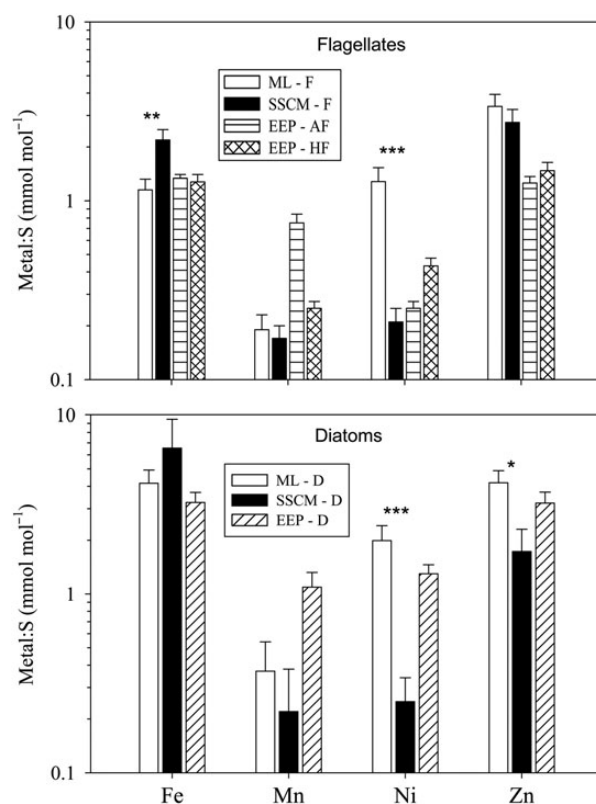 Flagellates
ML - F
SSCM - F
EEP - AF
EEP - HF
**
***
Metal:S (mmol mol⁻¹)
10
1
0.1
Diatoms
ML - D
SSCM - D
EEP - D
***
*
Metal:S (mmol mol⁻¹)
10
1
0.1
Fe Mn Ni Zn